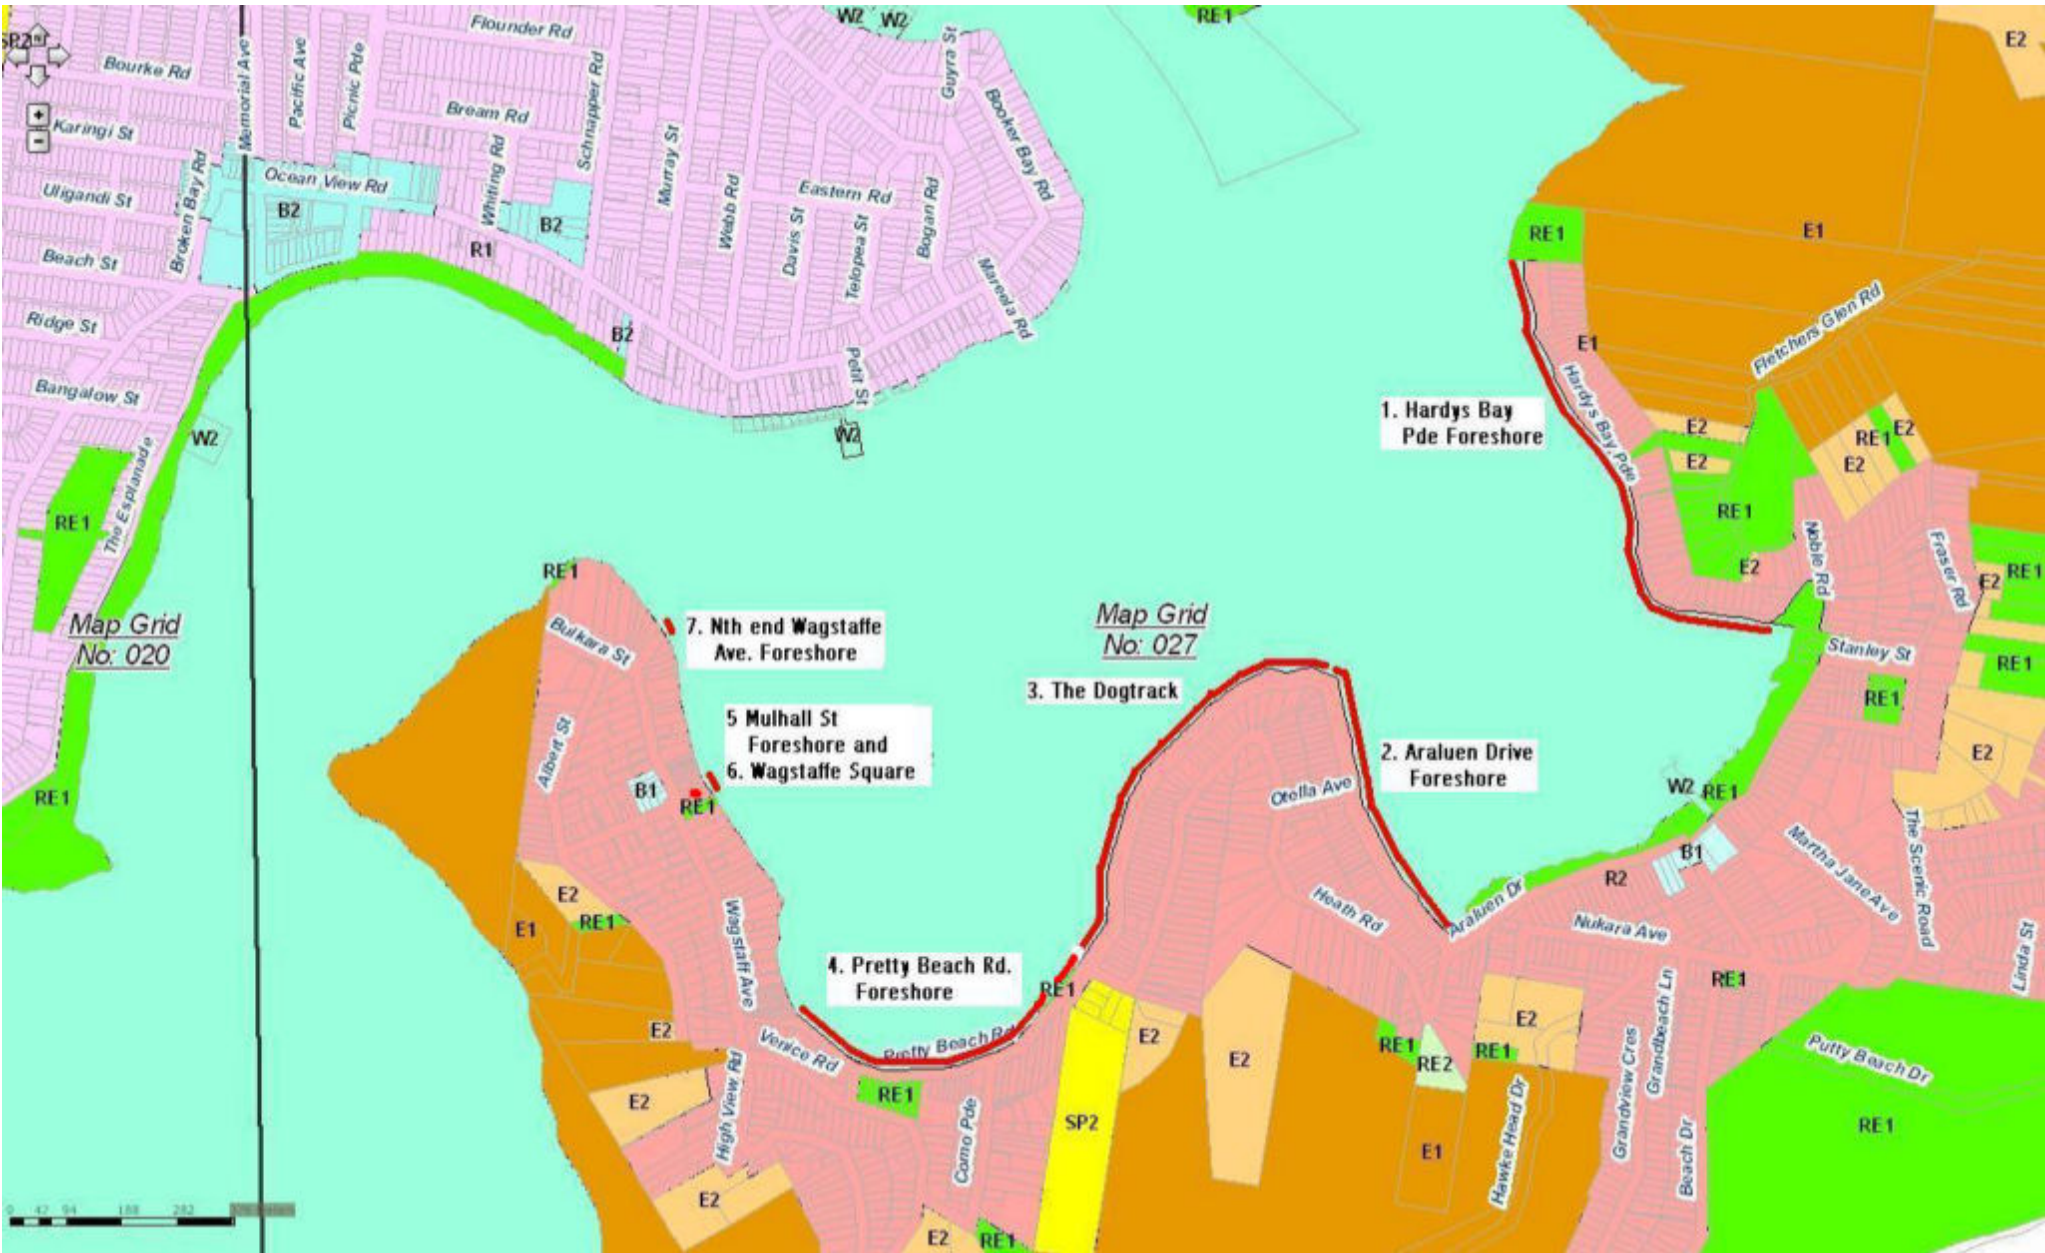 W2
W2
RE1
E2
SP2
Flounder Rd
Bourke Rd
Memorial Ave
Pacific Ave
Picnic Pde
Schnapper Rd
Guyra St
Karingi St
Bream Rd
Booker Bay Rd
Whiting Rd
Murray St
Broken Bay Rd
Ocean View Rd
Uligandi St
Webb Rd
Eastern Rd
B2
B2
Davis St
Telopea St
Bogan Rd
RE1
E1
R1
Beach St
Mareela Rd
Ridge St
B2
Fletchers Glen Rd
E1
Petit St
Bangalow St
Hardys Bay Pde
1. Hardys Bay
Pde Foreshore
W2
W2
E2
RE1
E2
E2
E2
The Esplanade
RE1
RE1
Noble Rd
Fraser Rd
RE1
E2
E2
RE1
Map Grid
No: 020
Bulkara St
7. Nth end Wagstaffe
Ave. Foreshore
Map Grid
No: 027
Stanley St
RE1
3. The Dogtrack
RE1
5 Mulhall St
Foreshore and
6. Wagstaffe Square
Albert St
2. Araluen Drive
Foreshore
E2
B1
RE1
RE1
Otella Ave
W2
RE1
The Scenic Road
Martha Jane Ave
B1
R2
E2
RE1
E1
Wagstaff Ave
Heath Rd
Araluen Dr
Nukara Ave
Linda St
4. Pretty Beach Rd.
Foreshore
RE1
RE1
Grandbeach Ln
E2
Venice Rd
Pretty Beach Rd
E2
E2
E2
RE1
RE2
RE1
Putty Beach Dr
Grandview Cres
E2
High View Rd
RE1
SP2
Como Pde
Hawke Head Dr
E1
Beach Dr
RE1
E2
E2
RE1
0 47 94 188 282